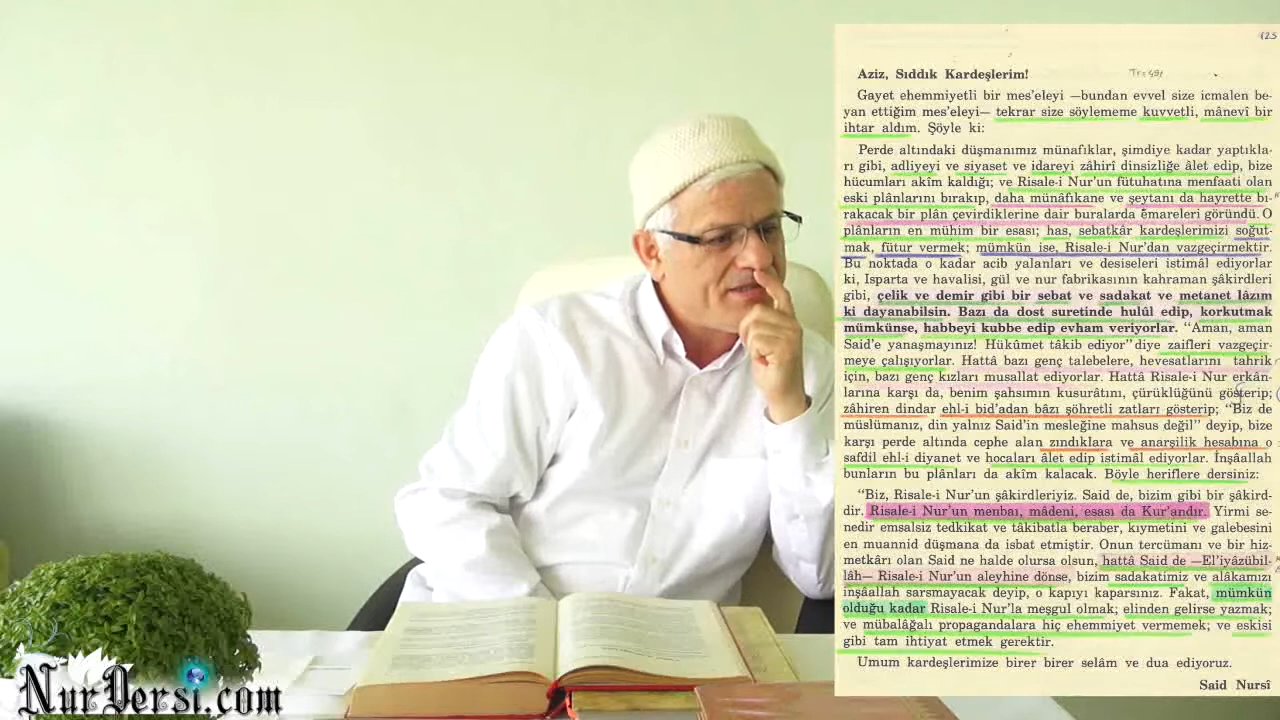 125
Aziz, Sıddık Kardeşlerim!
Gayet ehemmiyetli bir mes'eleyi —bundan evvel size icmalen be-
yan ettiğim mes'eleyi— tekrar size söylememe kuvvetli, mânevî bir
ihtar aldım. Şöyle ki:
Perde altındaki düşmanımız münafıklar, şimdiye kadar yaptıkla-
rı gibi, adliyeyi ve siyaset ve idareyi zâhirî dinsizliğe âlet edip, bize
hücumları akîm kaldığı; ve Risale-i Nur'un fütuhatına menfaati olan
eski plânlarını bırakıp, daha münâfıkane ve şeytanı da hayrette bı-
rakacak bir plân çevirdiklerine dair buralarda emareleri göründü. O
plânların en mühim bir esası; has, sebatkâr kardeşlerimizi soğut-
mak, fütur vermek; mümkün ise, Risale-i Nur'dan vazgeçirmektir.
Bu noktada o kadar acib yalanları ve desiseleri istimâl ediyorlar
ki, Isparta ve havalisi, gül ve nur fabrikasının kahraman şâkirdleri
gibi, çelik ve demir gibi bir sebat ve sadakat ve metanet lâzım
ki dayanabilsin. Bazı da dost suretinde hulûl edip, korkutmak
mümkünse, habbeyi kubbe edip evham veriyorlar. "Aman, aman
Said'e yanaşmayınız! Hükûmet tâkib ediyor" diye zaifleri vazgeçir-
meye çalışıyorlar. Hattâ bazı genç talebelere, hevesatlarını tahrik
için, bazı genç kızları musallat ediyorlar. Hattâ Risale-i Nur erkân-
larına karşı da, benim şahsımın kusuratını, çürüklüğünü gösterip;
zâhiren dindar ehl-i bid'adan bâzı şöhretli zatları gösterip; "Biz de
müslümanız, din yalnız Said'in mesleğine mahsus değil" deyip, bize
karşı perde altında cephe alan zındıklara ve anarşilik hesabına o
safdil ehl-i diyanet ve hocaları âlet edip istimâl ediyorlar. İnşâallah
bunların bu plânları da akîm kalacak. Böyle heriflere dersiniz:
"Biz, Risale-i Nur'un şâkirdleriyiz. Said de, bizim gibi bir şâkird-
dir. Risale-i Nur'un menbaı, mâdeni, esası da Kur'andır. Yirmi se-
nedir emsalsiz tedkikat ve tâkibatla beraber, kıymetini ve galebesini
en muannid düşmana da isbat etmiştir. Onun tercümanı ve bir hiz-
metkârı olan Said ne halde olursa olsun, hattâ Said de —El'iyâzübil-
lâh— Risale-i Nur'un aleyhine dönse, bizim sadakatimiz ve alâkamızı
inşâallah sarsmayacak deyip, o kapıyı kaparsınız. Fakat, mümkün
olduğu kadar Risale-i Nur'la meşgul olmak; elinden gelirse yazmak;
ve mübalâğalı propagandalara hiç ehemmiyet vermemek; ve eskisi
gibi tam ihtiyat etmek gerektir.
Umum kardeşlerimize birer birer selâm ve dua ediyoruz.
Said Nursî
NurDersi.com